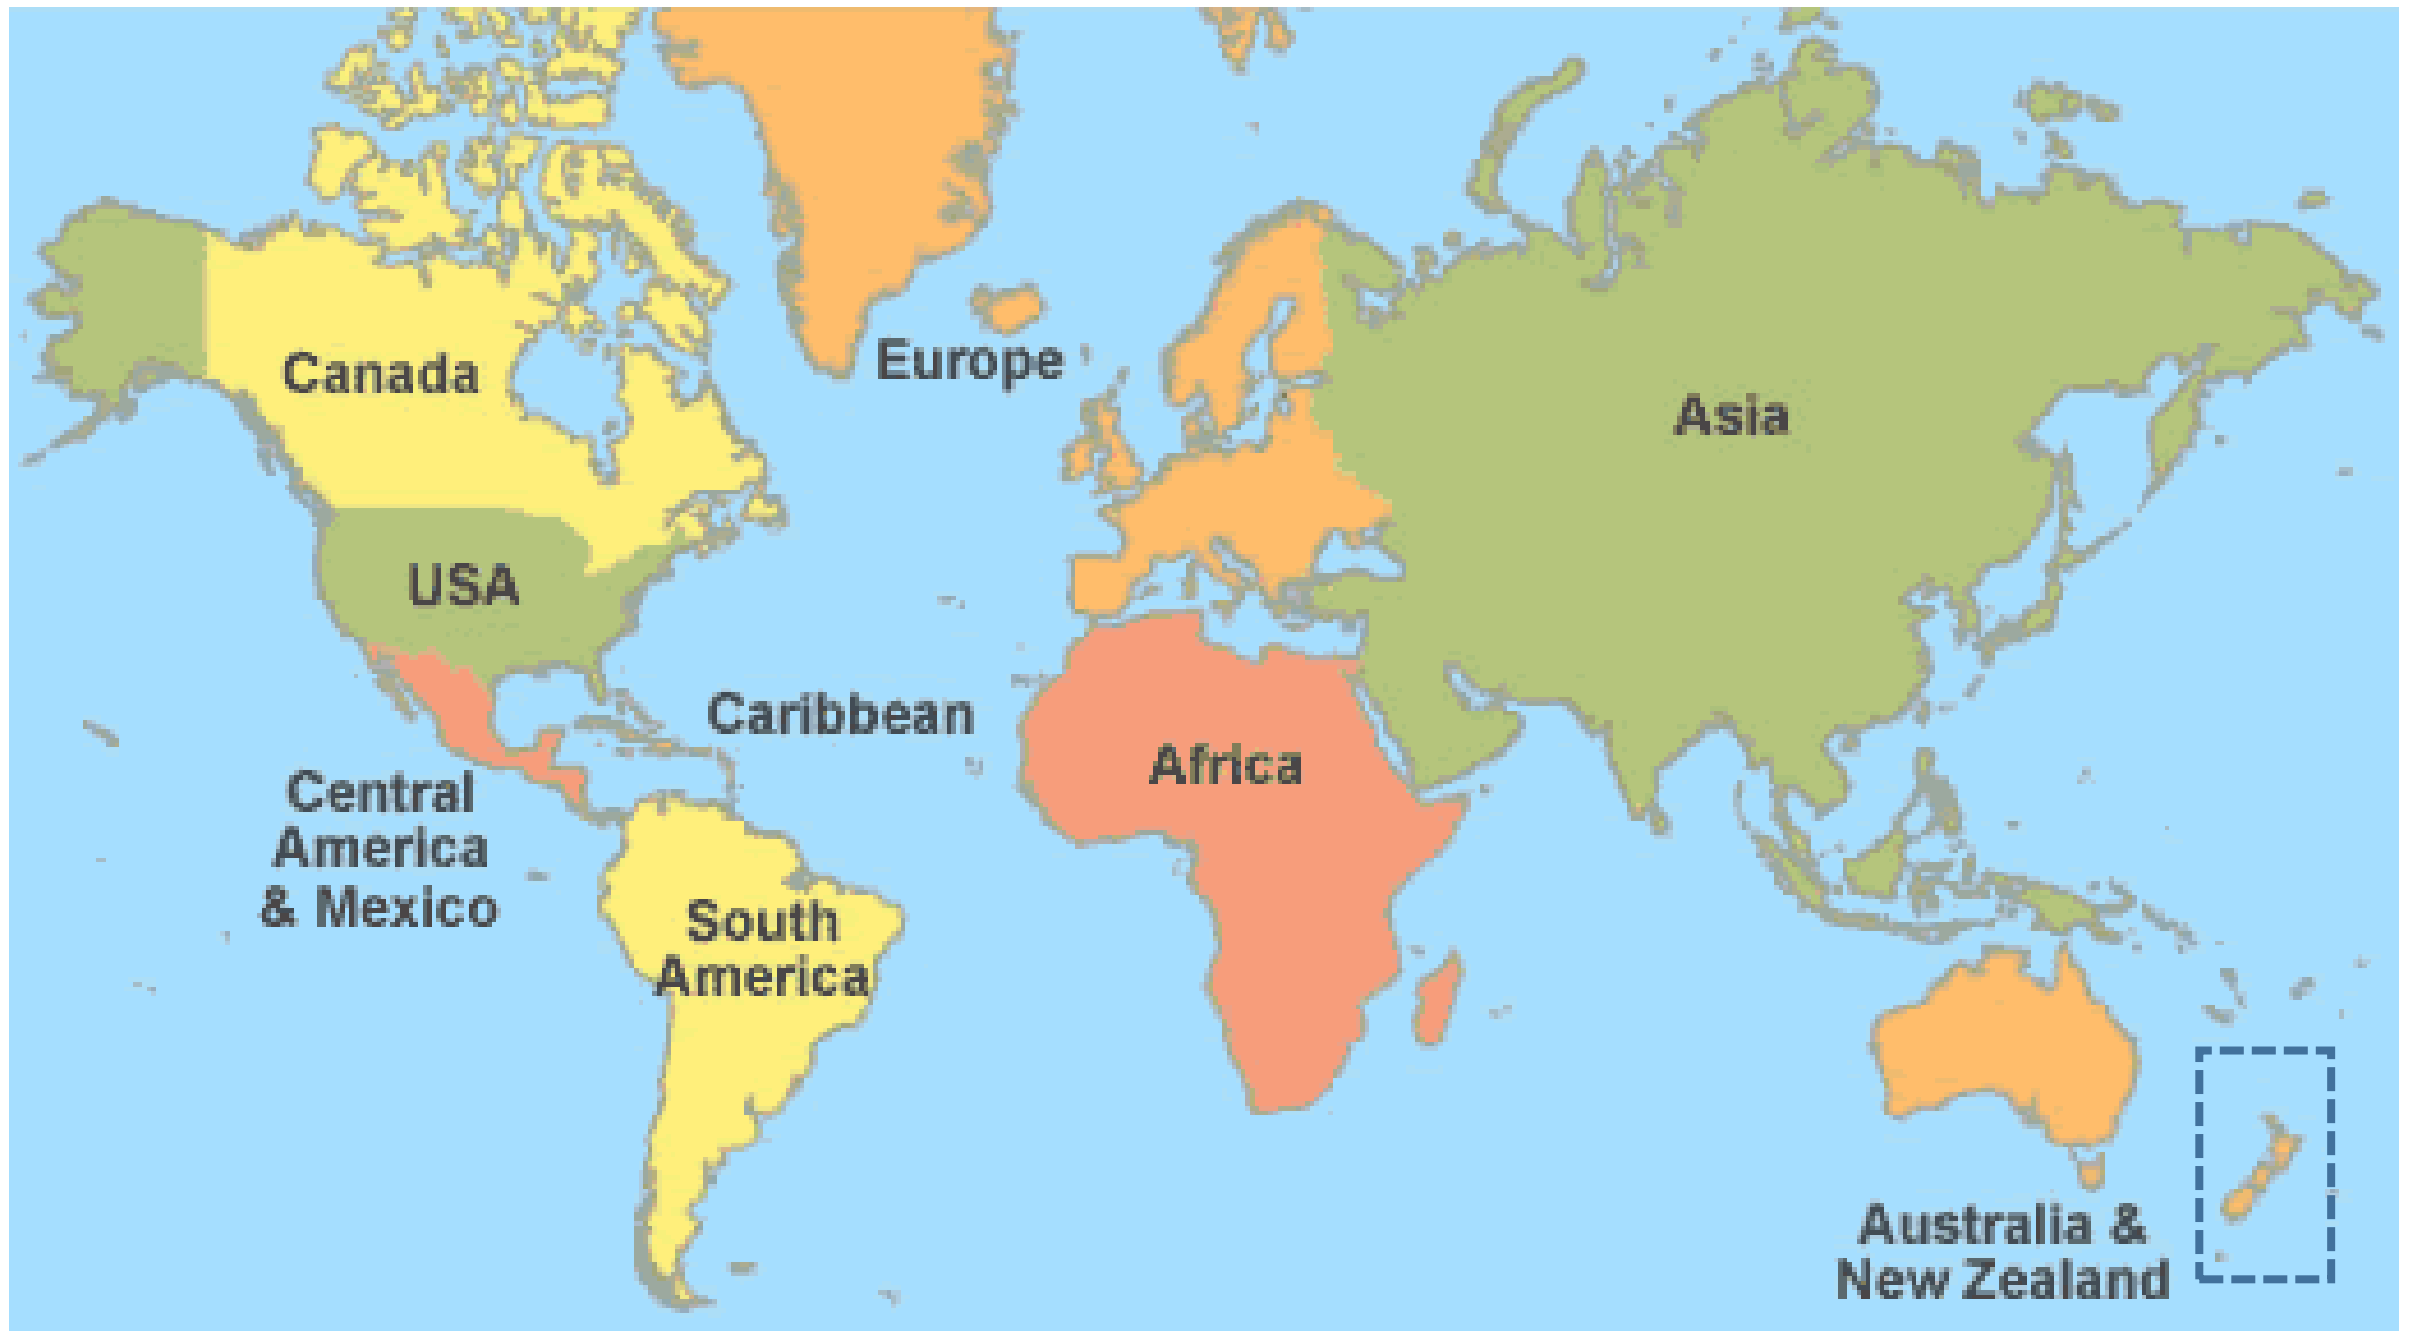 Canada
Europe
Asia
USA
Caribbean
Africa
Central
America
& Mexico
South
America
Australia &
New Zealand